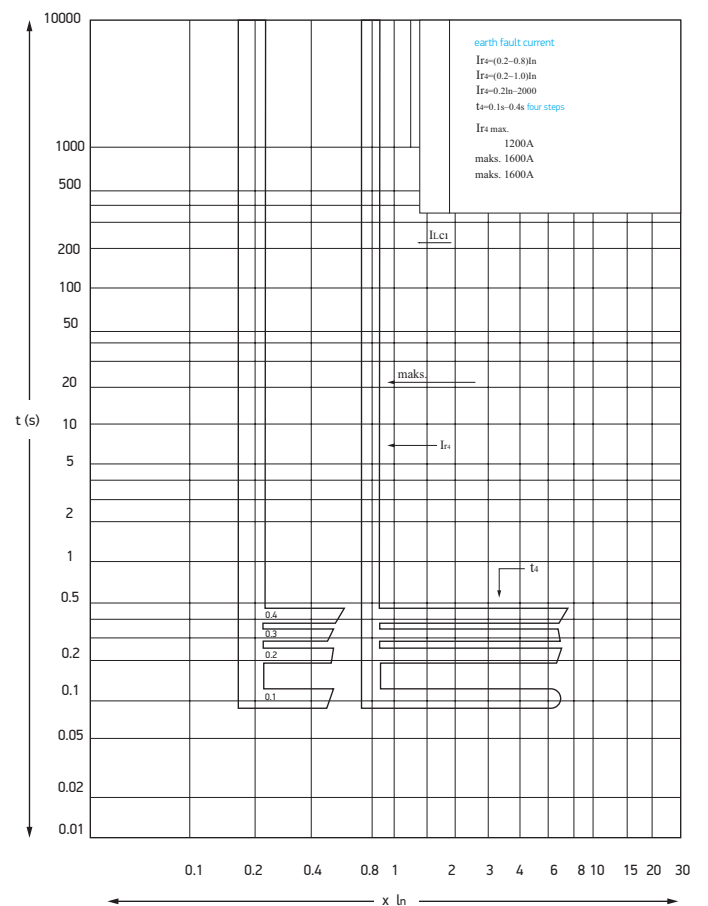 10000
1000
500
200
100
50
20
10
5
2
1
0.5
0.2
0.1
0.05
0.02
0.01
t (s)
earth fault current
Ir4=(0.2–0.8)In
Ir4=(0.2–1.0)In
Ir4=0.2ln–2000
t4=0.1s–0.4s four steps
Ir4 max.
1200A
maks. 1600A
maks. 1600A
ILCI
maks.
Ir4
t4
0.4
0.3
0.2
0.1
0.1 0.2 0.4 0.8 1 2 3 4 6 8 10 15 20 30
x ln